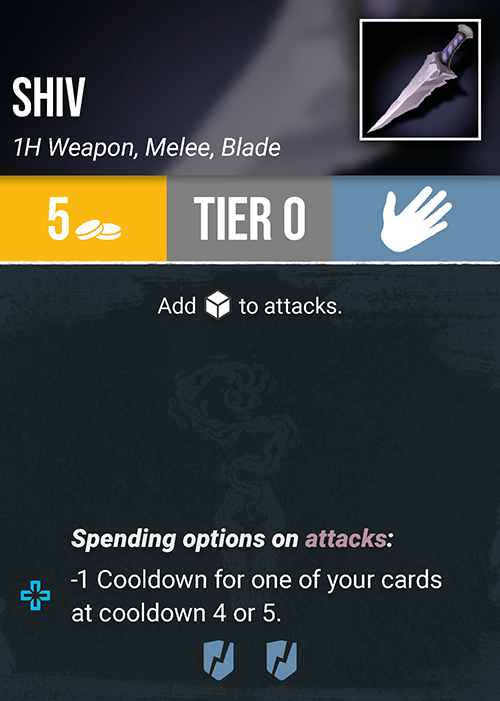 SHIV
1H Weapon, Melee, Blade
5
TIER 0
Add to attacks.
Spending options on attacks:
-1 Cooldown for one of your cards
at cooldown 4 or 5.